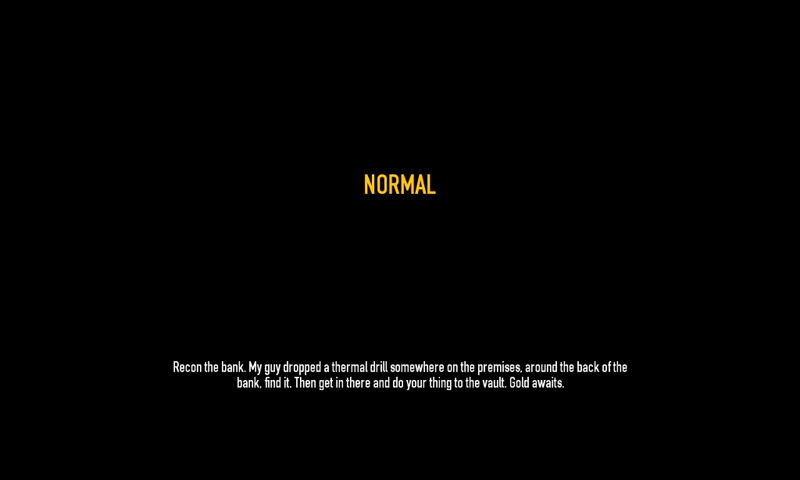 NORMAL
Recon the bank. My guy dropped a thermal drill somewhere on the premises, around the back of the
bank, find it. Then get in there and do your thing to the vault. Gold awaits.